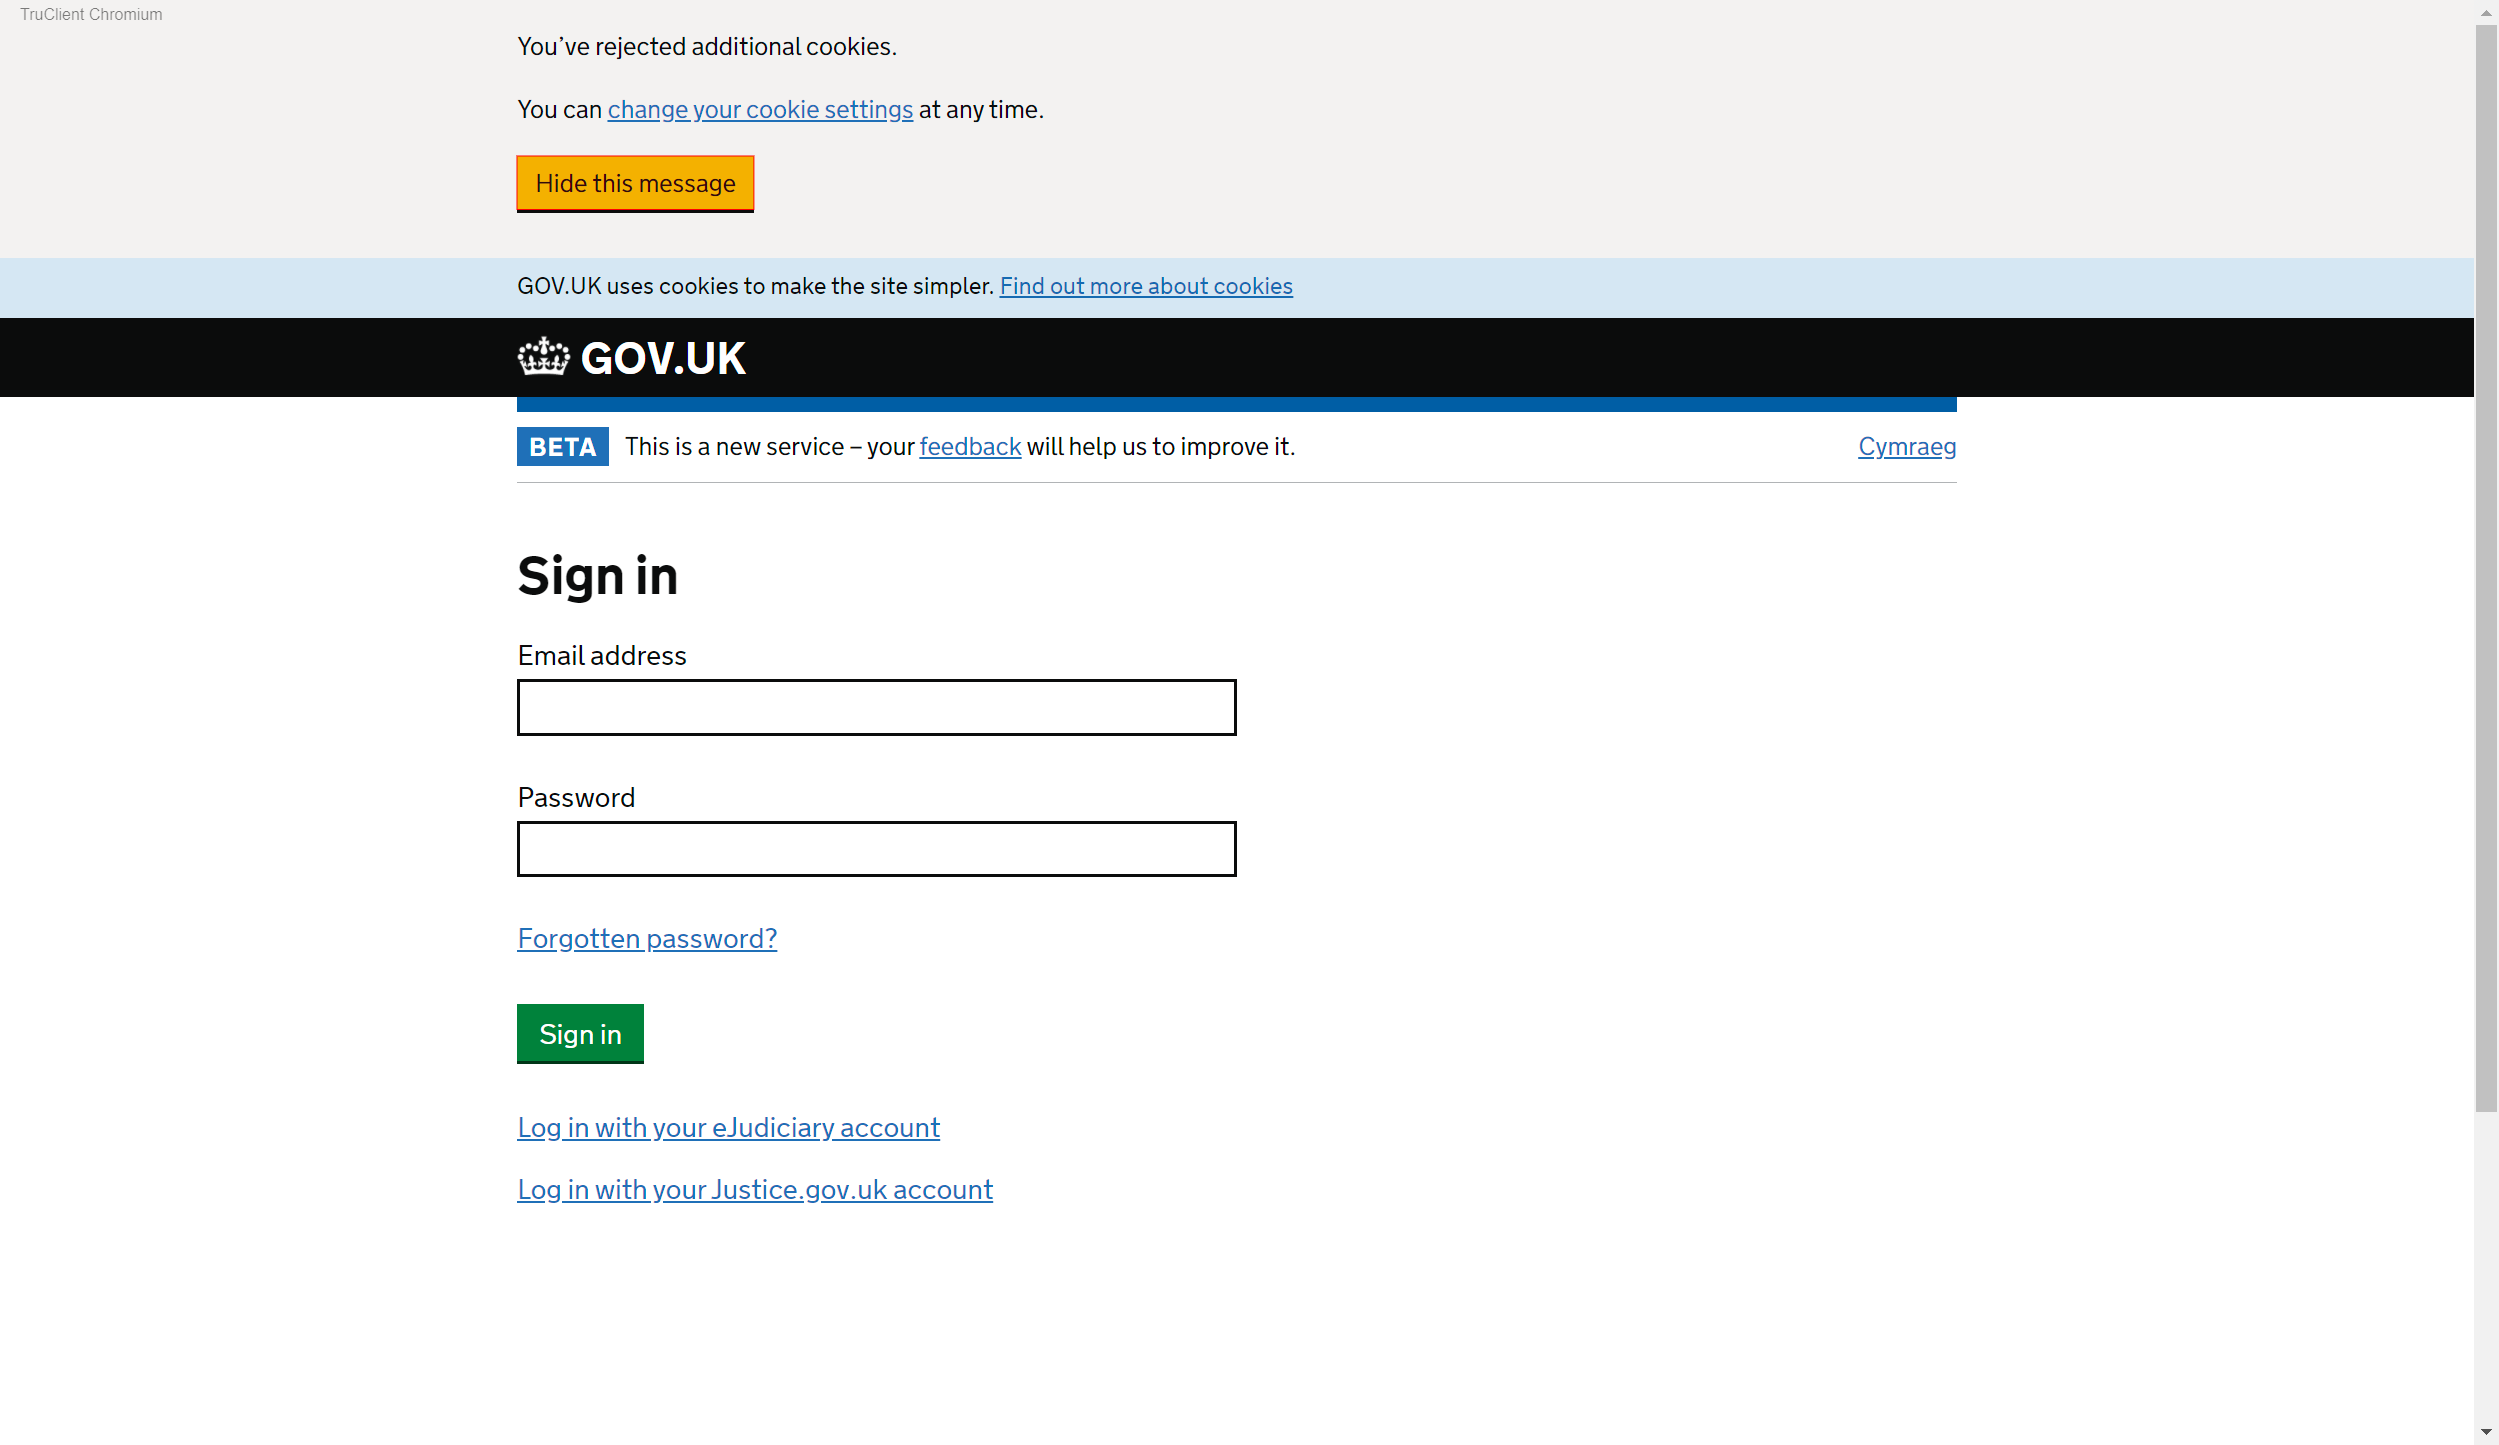 TruClient Chromium
You've rejected additional cookies.
You can change your cookie settings at any time.
Hide this message
GOV.UK uses cookies to make the site simpler. Find out more about cookies
GOV.UK
BETA This is a new service – your feedback will help us to improve it. Cymraeg
Sign in
Email address
Password
Forgotten password?
Sign in
Log in with your eJudiciary account
Log in with your Justice.gov.uk account